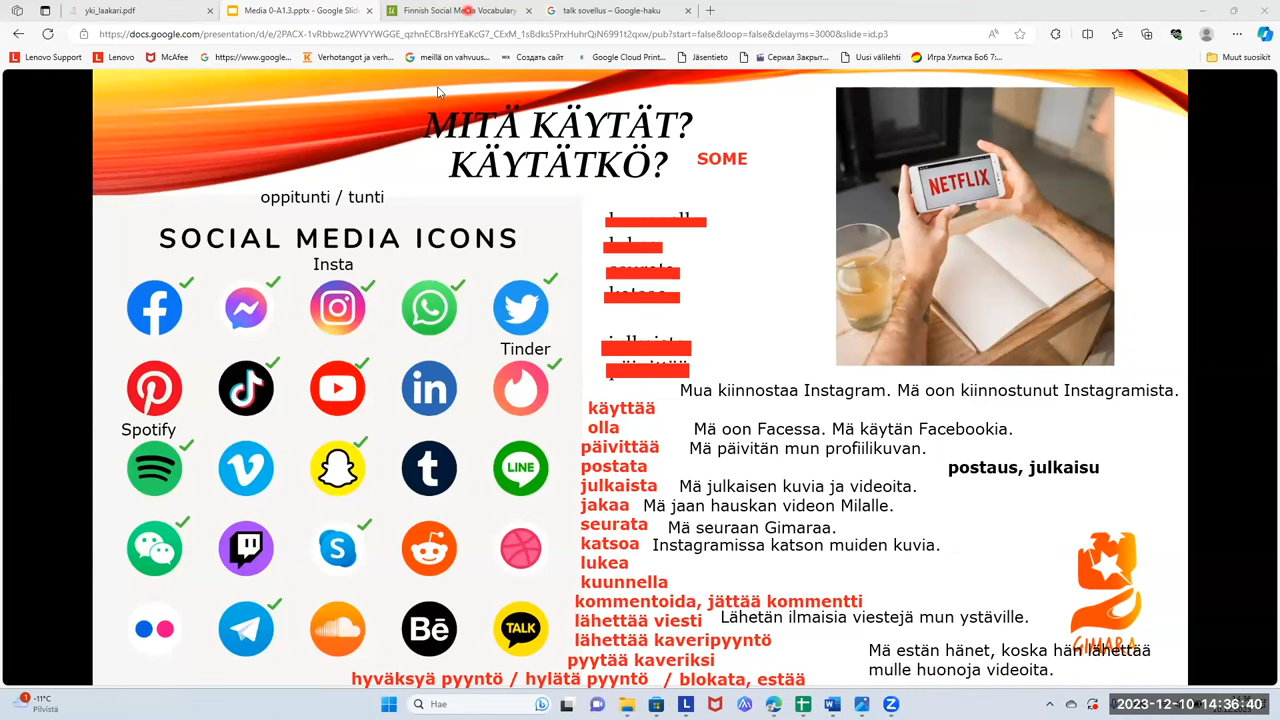 yki_laakari.pdf
Media 0-A1.3.pptx - Google Slid
Finnish Social Media Vocabulary
talk sovellus – Google-haku
https://docs.google.com/presentation/d/e/2PACX-1vRbbwz2WYVYWGGE_qzhnECBrsHYEaKcG7_CExM_1sBdks5PrxHuhrQiN6991t2qxw/pub?start=false&loop=false&delayms=3000&slide=id.p3
Lenovo Support
Lenovo
McAfee
https://www.google...
Verhotangot ja verh...
meillä on vahvuus...
Создать сайт
Google Cloud Print...
Jäsentieto
Сериал Закрыт...
Uusi välilehti
Игра Улитка Боб 7:...
Muut suosikit
MITÄ KÄYTÄT?
KÄYTÄTKÖ?
SOME
NETFLIX
oppitunti / tunti
SOCIAL MEDIA ICONS
Insta
Tinder
Spotify
in
t
LINE
Bē
TALK
Mua kiinnostaa Instagram. Mä oon kiinnostunut Instagramista.
käyttää
olla Mä oon Facessa. Mä käytän Facebookia.
päivittää Mä päivitän mun profiilikuvan.
postata postaus, julkaisu
julkaista Mä julkaisen kuvia ja videoita.
jakaa Mä jaan hauskan videon Milalle.
seurata Mä seuraan Gimaraa.
katsoa Instagramissa katson muiden kuvia.
lukea
kuunnella
kommentoida, jättää kommentti
lähettää viesti Lähetän ilmaisia viestejä mun ystäville.
lähettää kaveripyyntö
pyytää kaveriksi
hyväksyä pyyntö / hylätä pyyntö / blokata, estää
GIMARA
Mä estän hänet, koska hän lähettää
mulle huonoja videoita.
-11°C
Pilvistä
Hae
2023-12-10 14:36:40